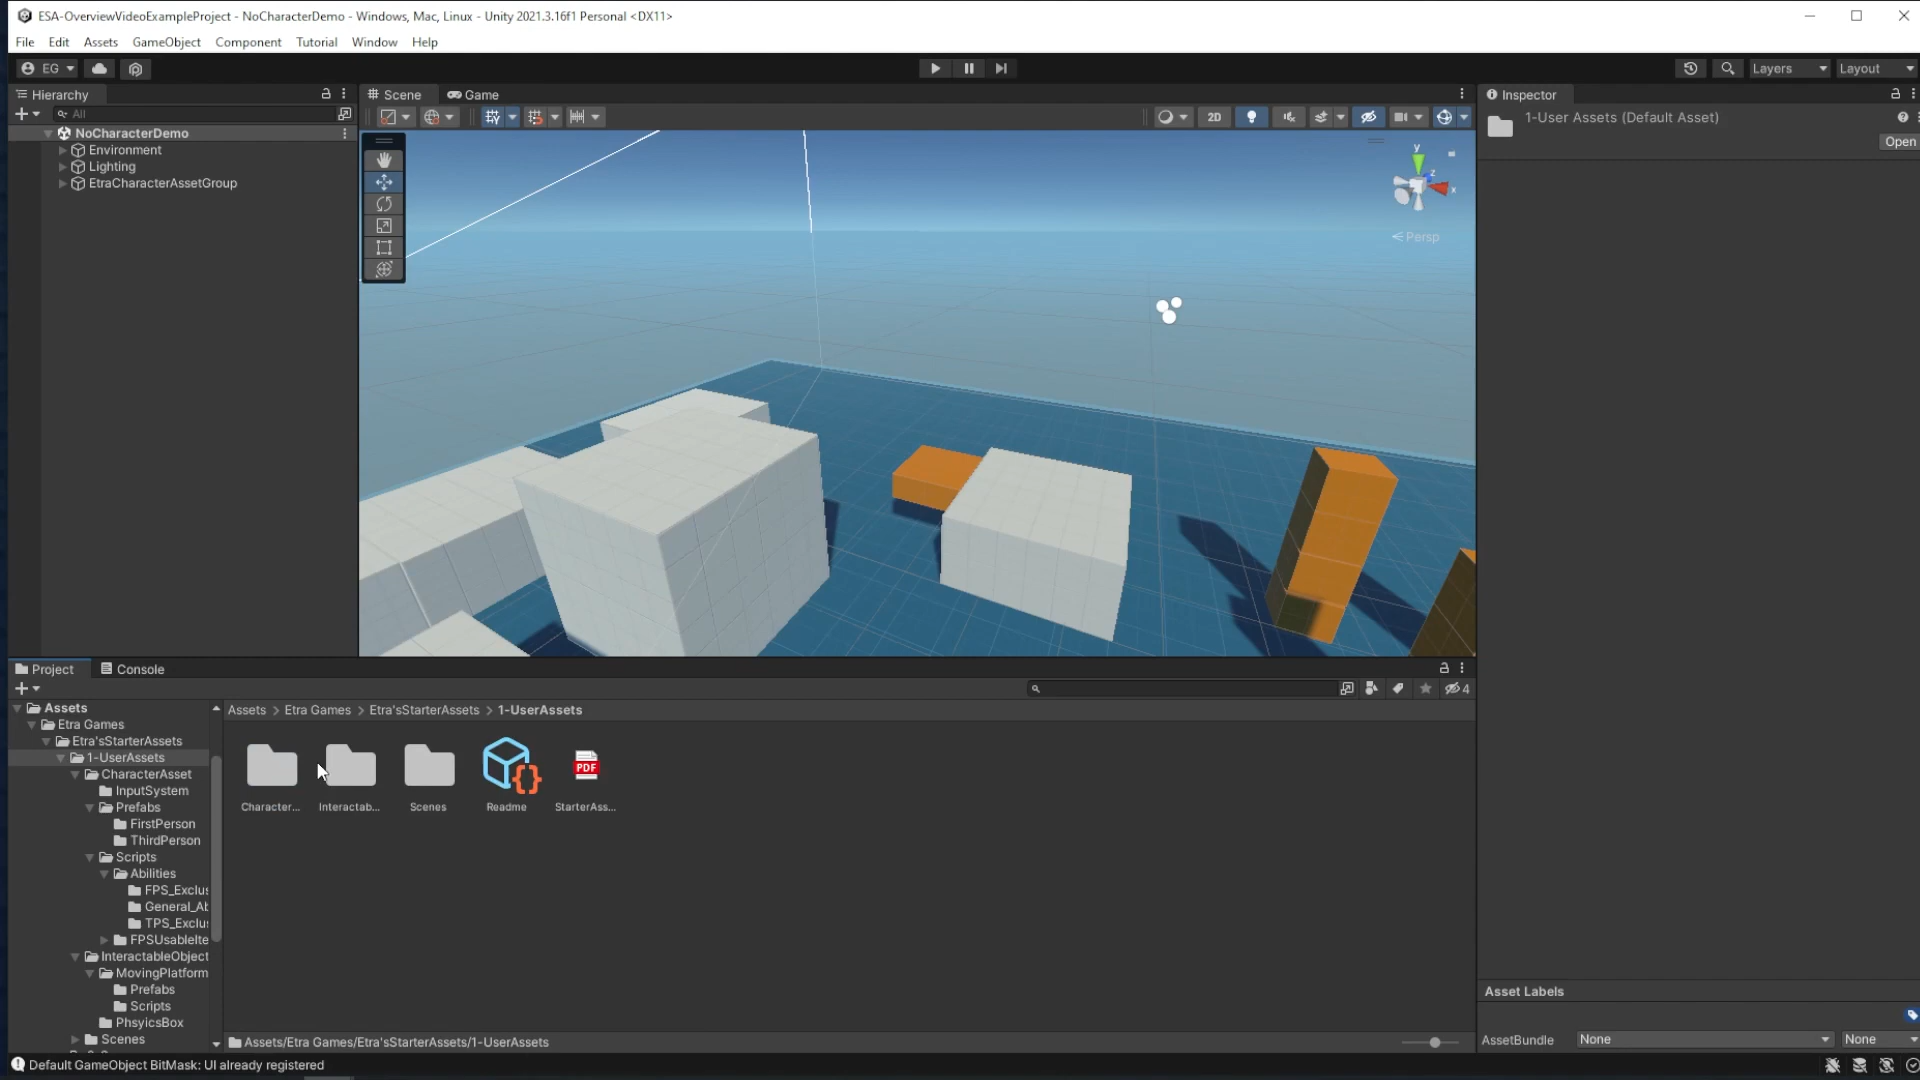 ESA-OverviewVideoExampleProject - NoCharacterDemo - Windows, Mac, Linux - Unity 2021.3.16f1 Personal <DX11>
File Edit Assets GameObject Component Tutorial Window Help
EG
Layers
Layout
Hierarchy
All
NoCharacterDemo
Environment
Lighting
EtraCharacterAssetGroup
Scene
Game
2D
y
z
x
Persp
Inspector
1-User Assets (Default Asset)
Open
Project
Console
4
Assets
Etra Games
Etra'sStarterAssets
1-UserAssets
CharacterAsset
InputSystem
Prefabs
FirstPerson
ThirdPerson
Scripts
Abilities
FPS_Exclus
General_Ab
TPS_Exclus
FPSUsableIte
InteractableObject
MovingPlatform
Prefabs
Scripts
PhsyicsBox
Scenes
Assets > Etra Games > Etra'sStarterAssets > 1-UserAssets
Character...
Interactab...
Scenes
{}
Readme
PDF
StarterAss...
Assets/Etra Games/Etra'sStarterAssets/1-UserAssets
Asset Labels
AssetBundle
None
None
Default GameObject BitMask: UI already registered